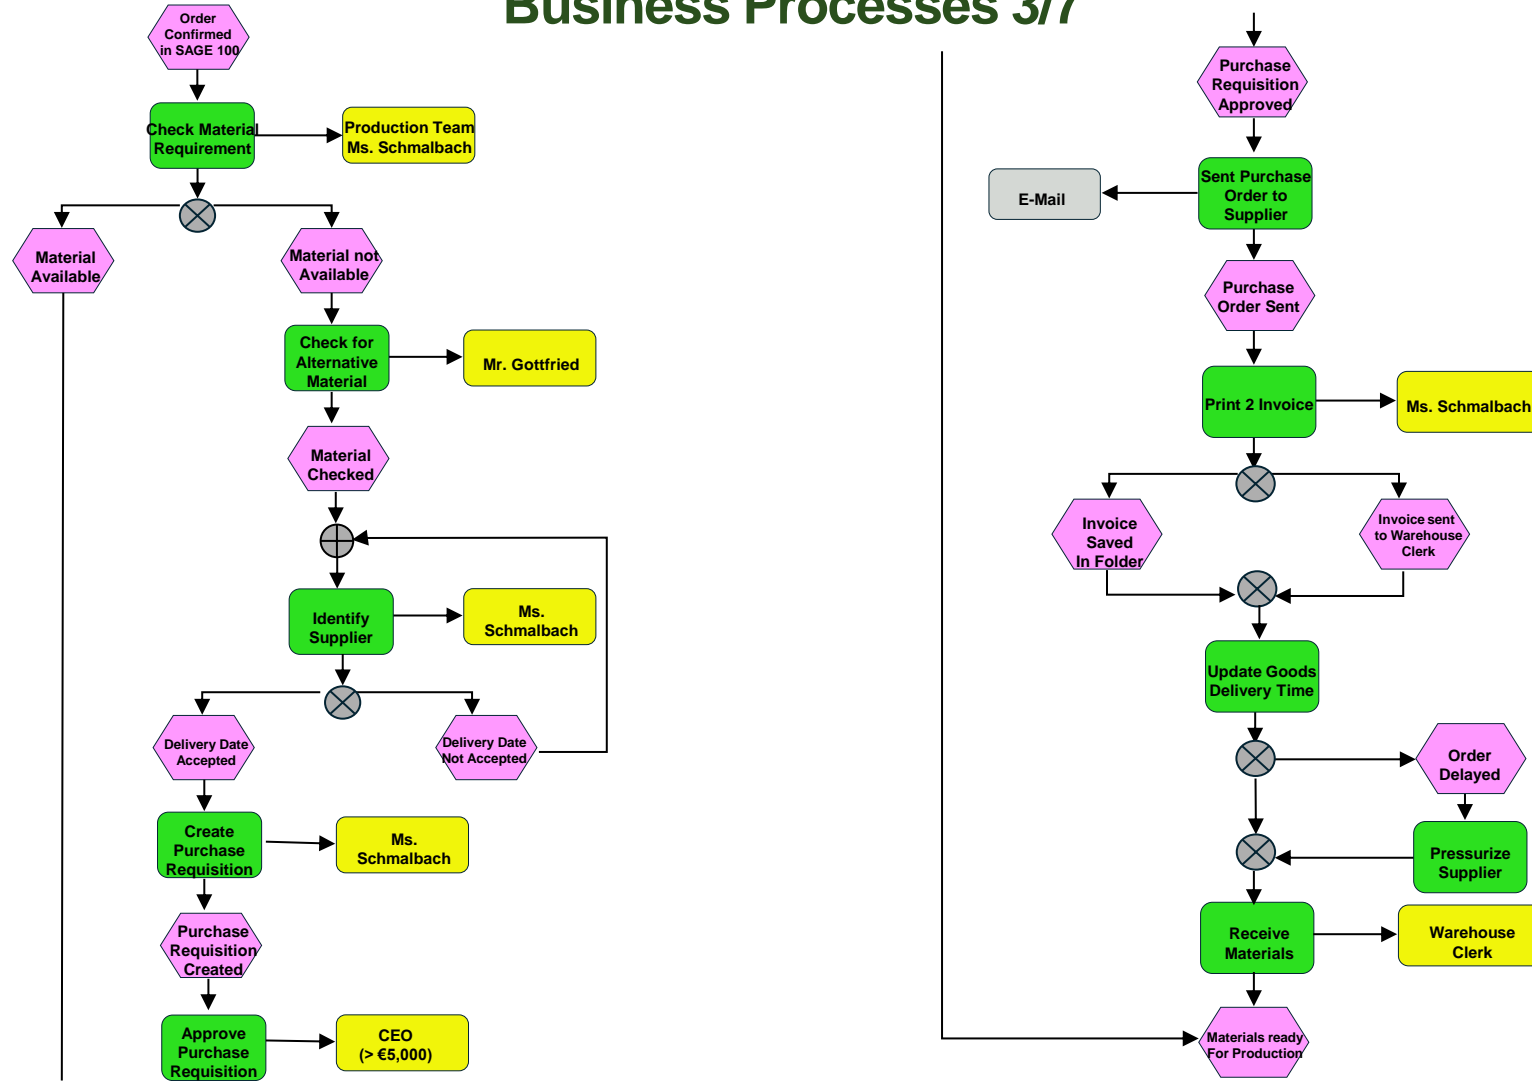 Business Processes 3/7
Order
Confirmed
in SAGE 100
Check Material
Requirement
Production Team
Ms. Schmalbach
Material
Available
Material not
Available
Check for
Alternative
Material
Mr. Gottfried
Material
Checked
Identify
Supplier
Ms.
Schmalbach
Delivery Date
Accepted
Delivery Date
Not Accepted
Create
Purchase
Requisition
Ms.
Schmalbach
Purchase
Requisition
Created
Approve
Purchase
Requisition
CEO
(> €5,000)
Purchase
Requisition
Approved
Sent Purchase
Order to
Supplier
E-Mail
Purchase
Order Sent
Print 2 Invoice
Ms. Schmalbach
Invoice
Saved
In Folder
Invoice sent
to Warehouse
Clerk
Update Goods
Delivery Time
Order
Delayed
Pressurize
Supplier
Receive
Materials
Warehouse
Clerk
Materials ready
For Production